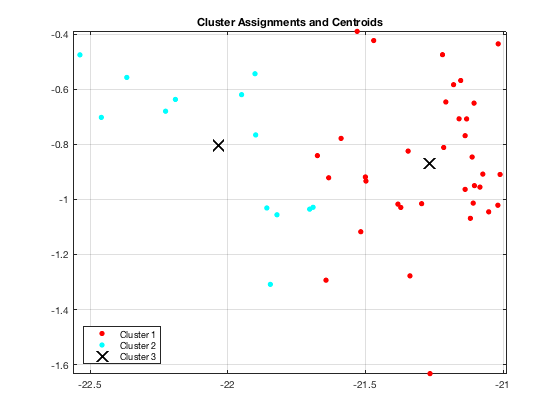 Cluster Assignments and Centroids
-0.4
-0.6
-0.8
-1
-1.2
-1.4
-1.6
Cluster 1
Cluster 2
Cluster 3
-22.5 -22 -21.5 -21